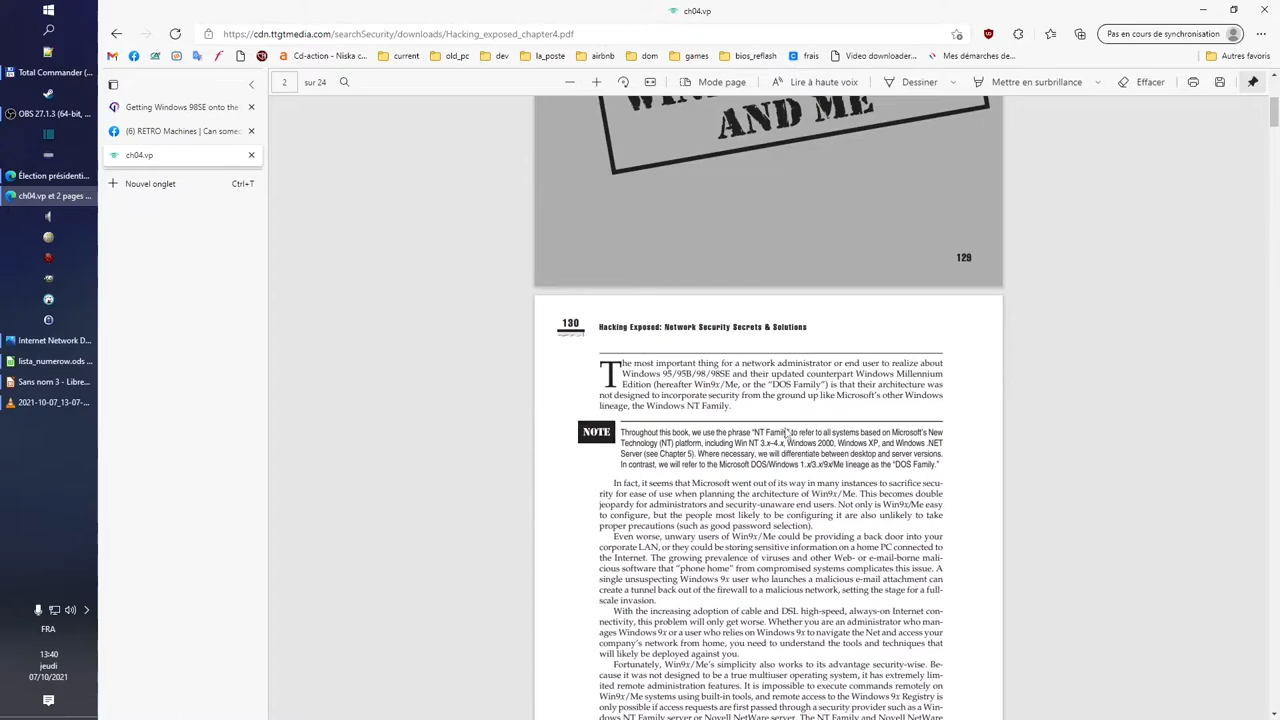 ch04.vp
https://cdn.ttgtmedia.com/searchSecurity/downloads/Hacking_exposed_chapter4.pdf
Pas en cours de synchronisation
Cd-action - Niska c...
current
old_pc
dev
la_poste
airbnb
dom
games
bios_reflash
frais
Video downloader...
Mes démarches de...
Autres favoris
2
sur 24
Mode page
Lire à haute voix
Dessiner
Mettre en surbrillance
Effacer
Getting Windows 98SE onto the
(6) RETRO Machines | Can some
ch04.vp
Nouvel onglet
Ctrl+T
Total Commander (...
OBS 27.1.3 (64-bit, ...
Élection présidenti...
ch04.vp et 2 pages ...
Internet Network D...
lista_numerow.ods ...
Sans nom 3 - Libre...
2021-10-07_13-07-...
FRA
13:40
jeudi
07/10/2021
AND ME
129
130
Hacking Exposed: Network Security Secrets & Solutions
The most important thing for a network administrator or end user to realize about
Windows 95/95B/98/98SE and their updated counterpart Windows Millennium
Edition (hereafter Win9x/Me, or the “DOS Family”) is that their architecture was
not designed to incorporate security from the ground up like Microsoft's other Windows
lineage, the Windows NT Family.
NOTE
Throughout this book, we use the phrase “NT Family” to refer to all systems based on Microsoft's New
Technology (NT) platform, including Win NT 3.x–4.x, Windows 2000, Windows XP, and Windows .NET
Server (see Chapter 5). Where necessary, we will differentiate between desktop and server versions.
In contrast, we will refer to the Microsoft DOS/Windows 1.x/3.x/9x/Me lineage as the “DOS Family.”
In fact, it seems that Microsoft went out of its way in many instances to sacrifice secu-
rity for ease of use when planning the architecture of Win9x/Me. This becomes double
jeopardy for administrators and security-unaware end users. Not only is Win9x/Me easy
to configure, but the people most likely to be configuring it are also unlikely to take
proper precautions (such as good password selection).
Even worse, unwary users of Win9x/Me could be providing a back door into your
corporate LAN, or they could be storing sensitive information on a home PC connected to
the Internet. The growing prevalence of viruses and other Web- or e-mail-borne mali-
cious software that “phone home” from compromised systems complicates this issue. A
single unsuspecting Windows 9x user who launches a malicious e-mail attachment can
create a tunnel back out of the firewall to a malicious network, setting the stage for a full-
scale invasion.
With the increasing adoption of cable and DSL high-speed, always-on Internet con-
nectivity, this problem will only get worse. Whether you are an administrator who man-
ages Windows 9x or a user who relies on Windows 9x to navigate the Net and access your
company's network from home, you need to understand the tools and techniques that
will likely be deployed against you.
Fortunately, Win9x/Me's simplicity also works to its advantage security-wise. Be-
cause it was not designed to be a true multiuser operating system, it has extremely lim-
ited remote administration features. It is impossible to execute commands remotely on
Win9x/Me systems using built-in tools, and remote access to the Windows 9x Registry is
only possible if access requests are first passed through a security provider such as a Win-
dows NT Family server or Novell NetWare server. The NT Family and Novell NetWare